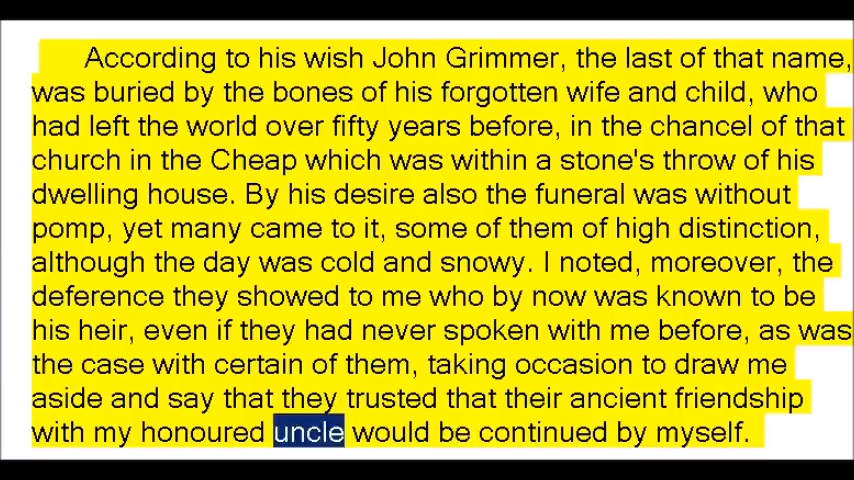 According to his wish John Grimmer, the last of that name,
was buried by the bones of his forgotten wife and child, who
had left the world over fifty years before, in the chancel of that
church in the Cheap which was within a stone's throw of his
dwelling house. By his desire also the funeral was without
pomp, yet many came to it, some of them of high distinction,
although the day was cold and snowy. I noted, moreover, the
deference they showed to me who by now was known to be
his heir, even if they had never spoken with me before, as was
the case with certain of them, taking occasion to draw me
aside and say that they trusted that their ancient friendship
with my honoured uncle would be continued by myself.